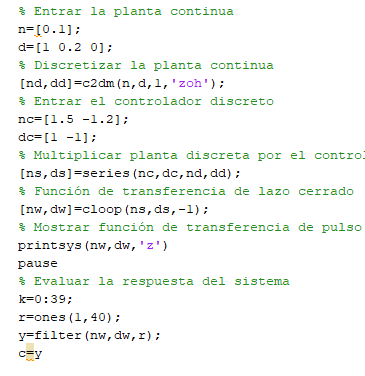 % Entrar la planta continua
n=[0.1];
d=[1 0.2 0];
% Discretizar la planta continua
[nd,dd]=c2dm(n,d,1,'zoh');
% Entrar el controlador discreto
nc=[1.5 -1.2];
dc=[1 -1];
% Multiplicar planta discreta por el control
[ns,ds]=series(nc,dc,nd,dd);
% Función de transferencia de lazo cerrado
[nw,dw]=cloop(ns,ds,-1);
% Mostrar función de transferencia de pulso
printsys(nw,dw,'z')
pause
% Evaluar la respuesta del sistema
k=0:39;
r=ones(1,40);
y=filter(nw,dw,r);
c=y